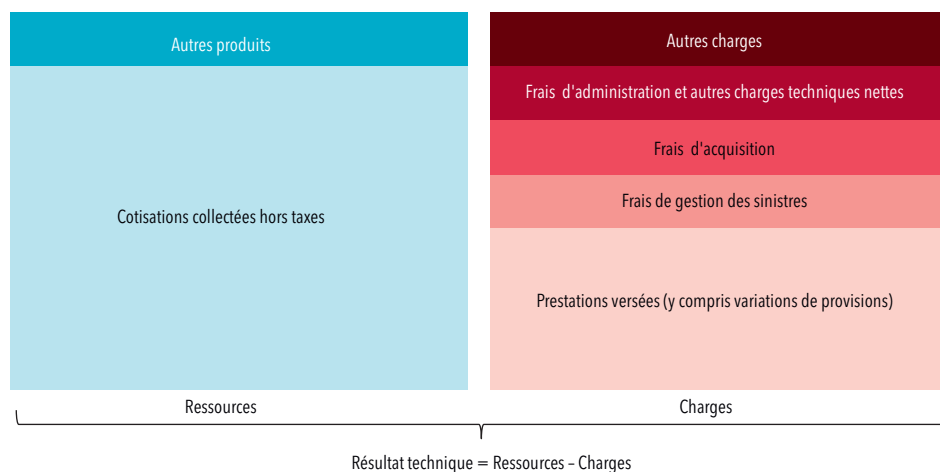 Autres produits
Cotisations collectées hors taxes
Autres charges
Frais d'administration et autres charges techniques nettes
Frais d'acquisition
Frais de gestion des sinistres
Prestations versées (y compris variations de provisions)
Ressources
Charges
Résultat technique = Ressources – Charges